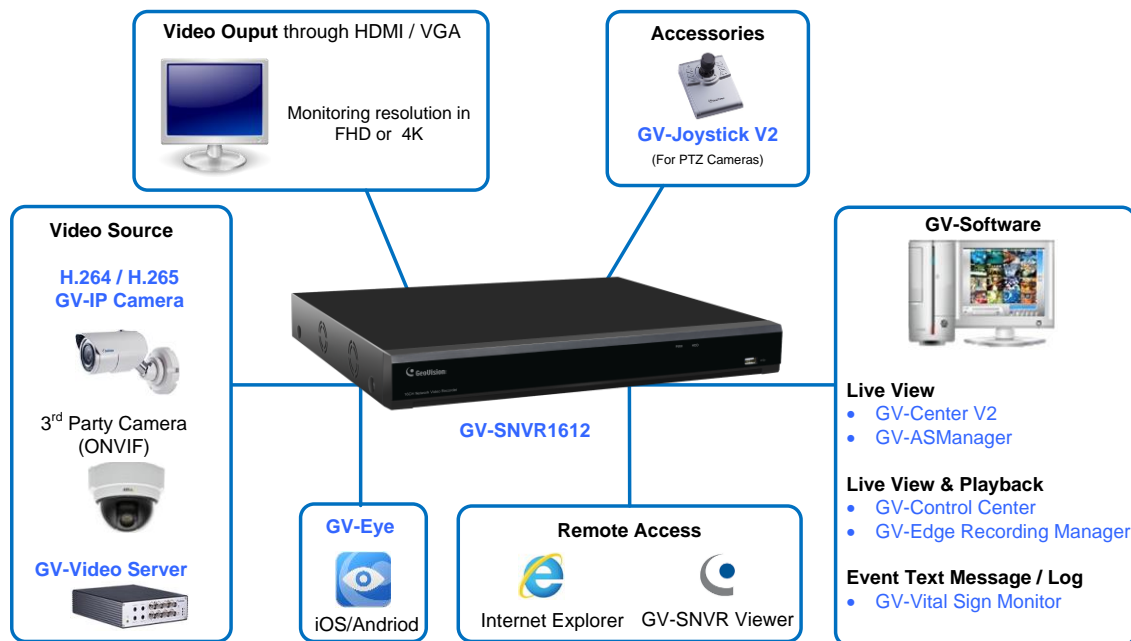 Video Ouput through HDMI / VGA
Monitoring resolution in
FHD or 4K
Accessories
GV-Joystick V2
(For PTZ Cameras)
Video Source
H.264 / H.265
GV-IP Camera
3rd Party Camera
(ONVIF)
GV-Video Server
GeoVision
GV-SNVR1612
GV-Eye
iOS/Andriod
Remote Access
Internet Explorer
GV-SNVR Viewer
GV-Software
Live View
• GV-Center V2
• GV-ASManager
Live View & Playback
• GV-Control Center
• GV-Edge Recording Manager
Event Text Message / Log
• GV-Vital Sign Monitor